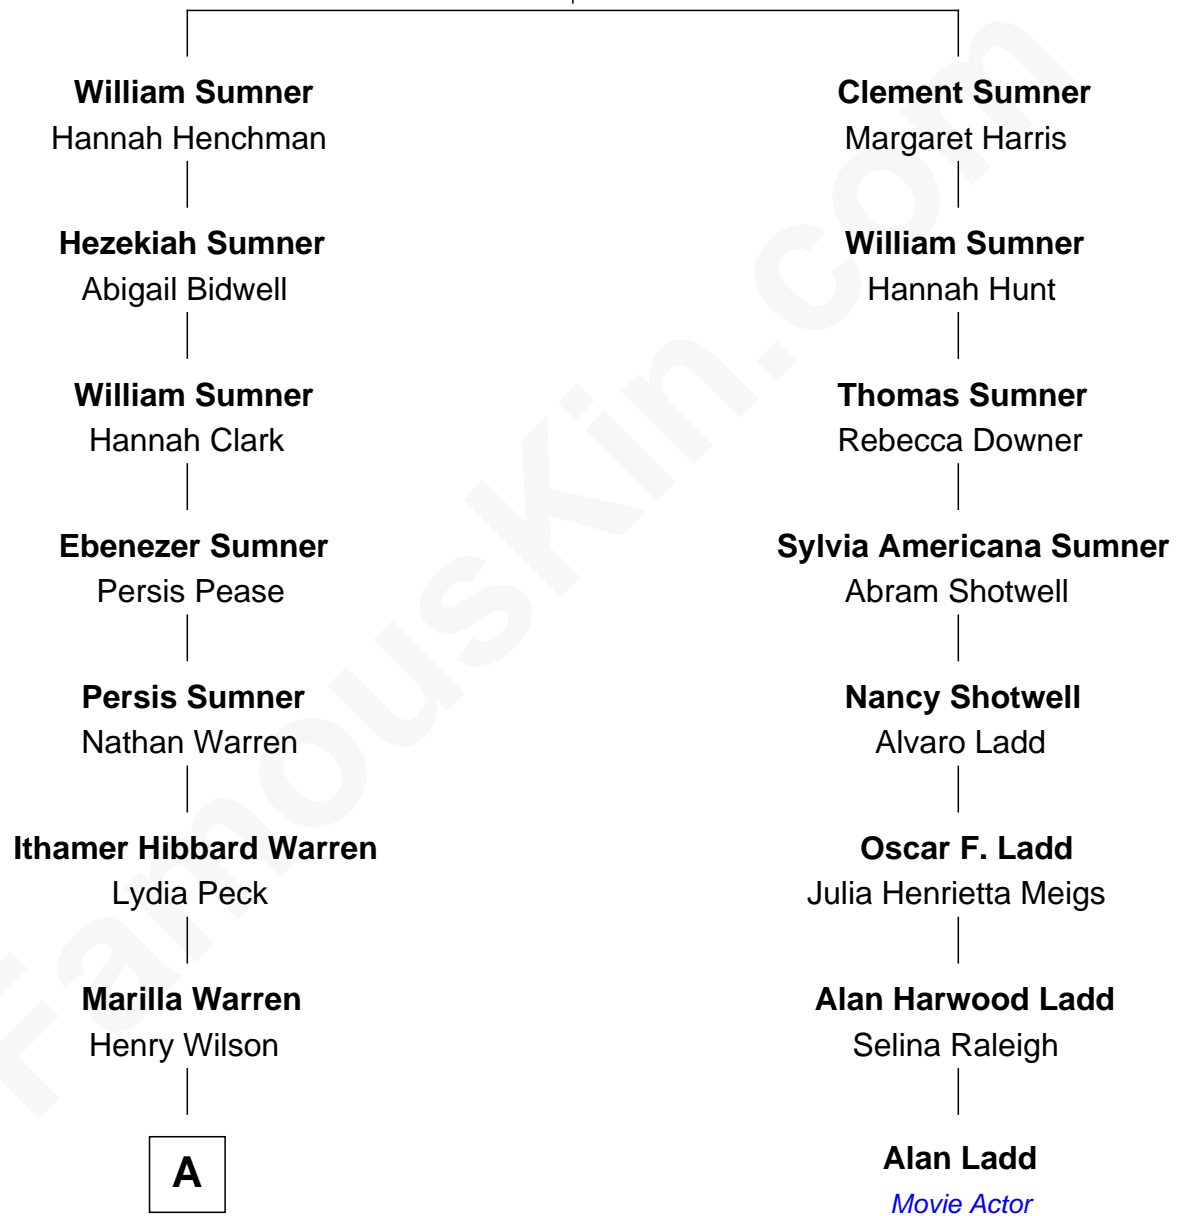 William Sumner
Hannah Henchman
Hezekiah Sumner
Abigail Bidwell
William Sumner
Hannah Clark
Ebenezer Sumner
Persis Pease
Persis Sumner
Nathan Warren
Ithamer Hibbard Warren
Lydia Peck
Marilla Warren
Henry Wilson
A
Clement Sumner
Margaret Harris
William Sumner
Hannah Hunt
Thomas Sumner
Rebecca Downer
Sylvia Americana Sumner
Abram Shotwell
Nancy Shotwell
Alvaro Ladd
Oscar F. Ladd
Julia Henrietta Meigs
Alan Harwood Ladd
Selina Raleigh
Alan Ladd
Movie Actor
FamousKin.com